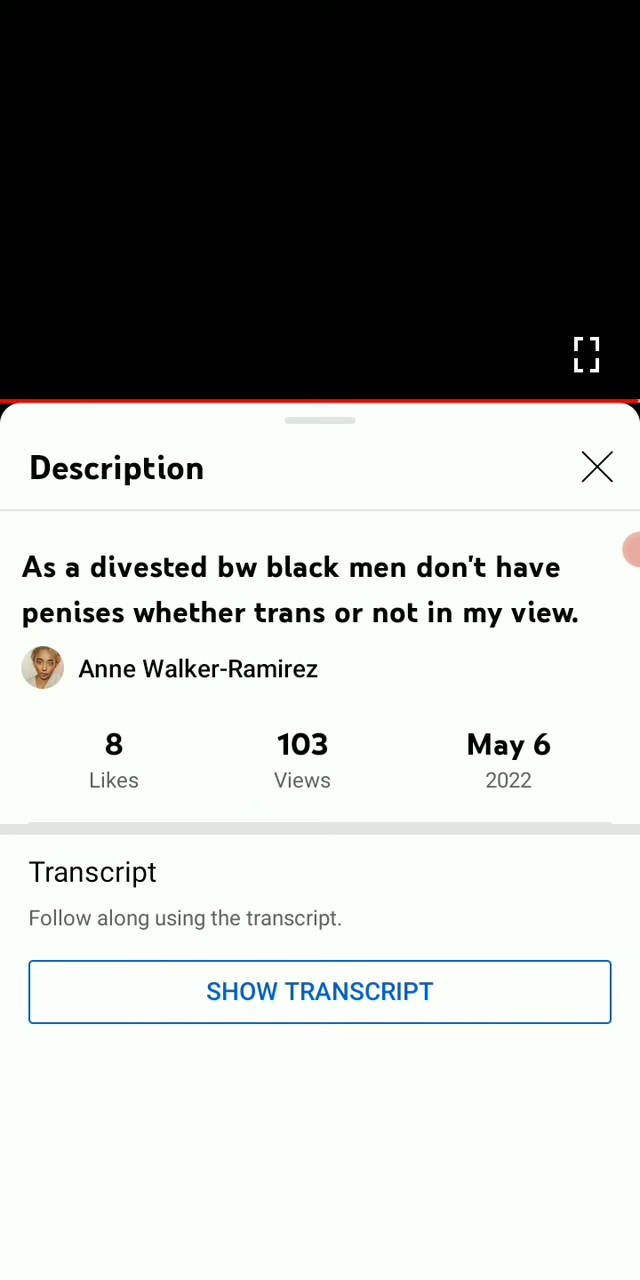 Description
As a divested bw black men don't have
penises whether trans or not in my view.
Anne Walker-Ramirez
8
Likes
103
Views
May 6
2022
Transcript
Follow along using the transcript.
SHOW TRANSCRIPT